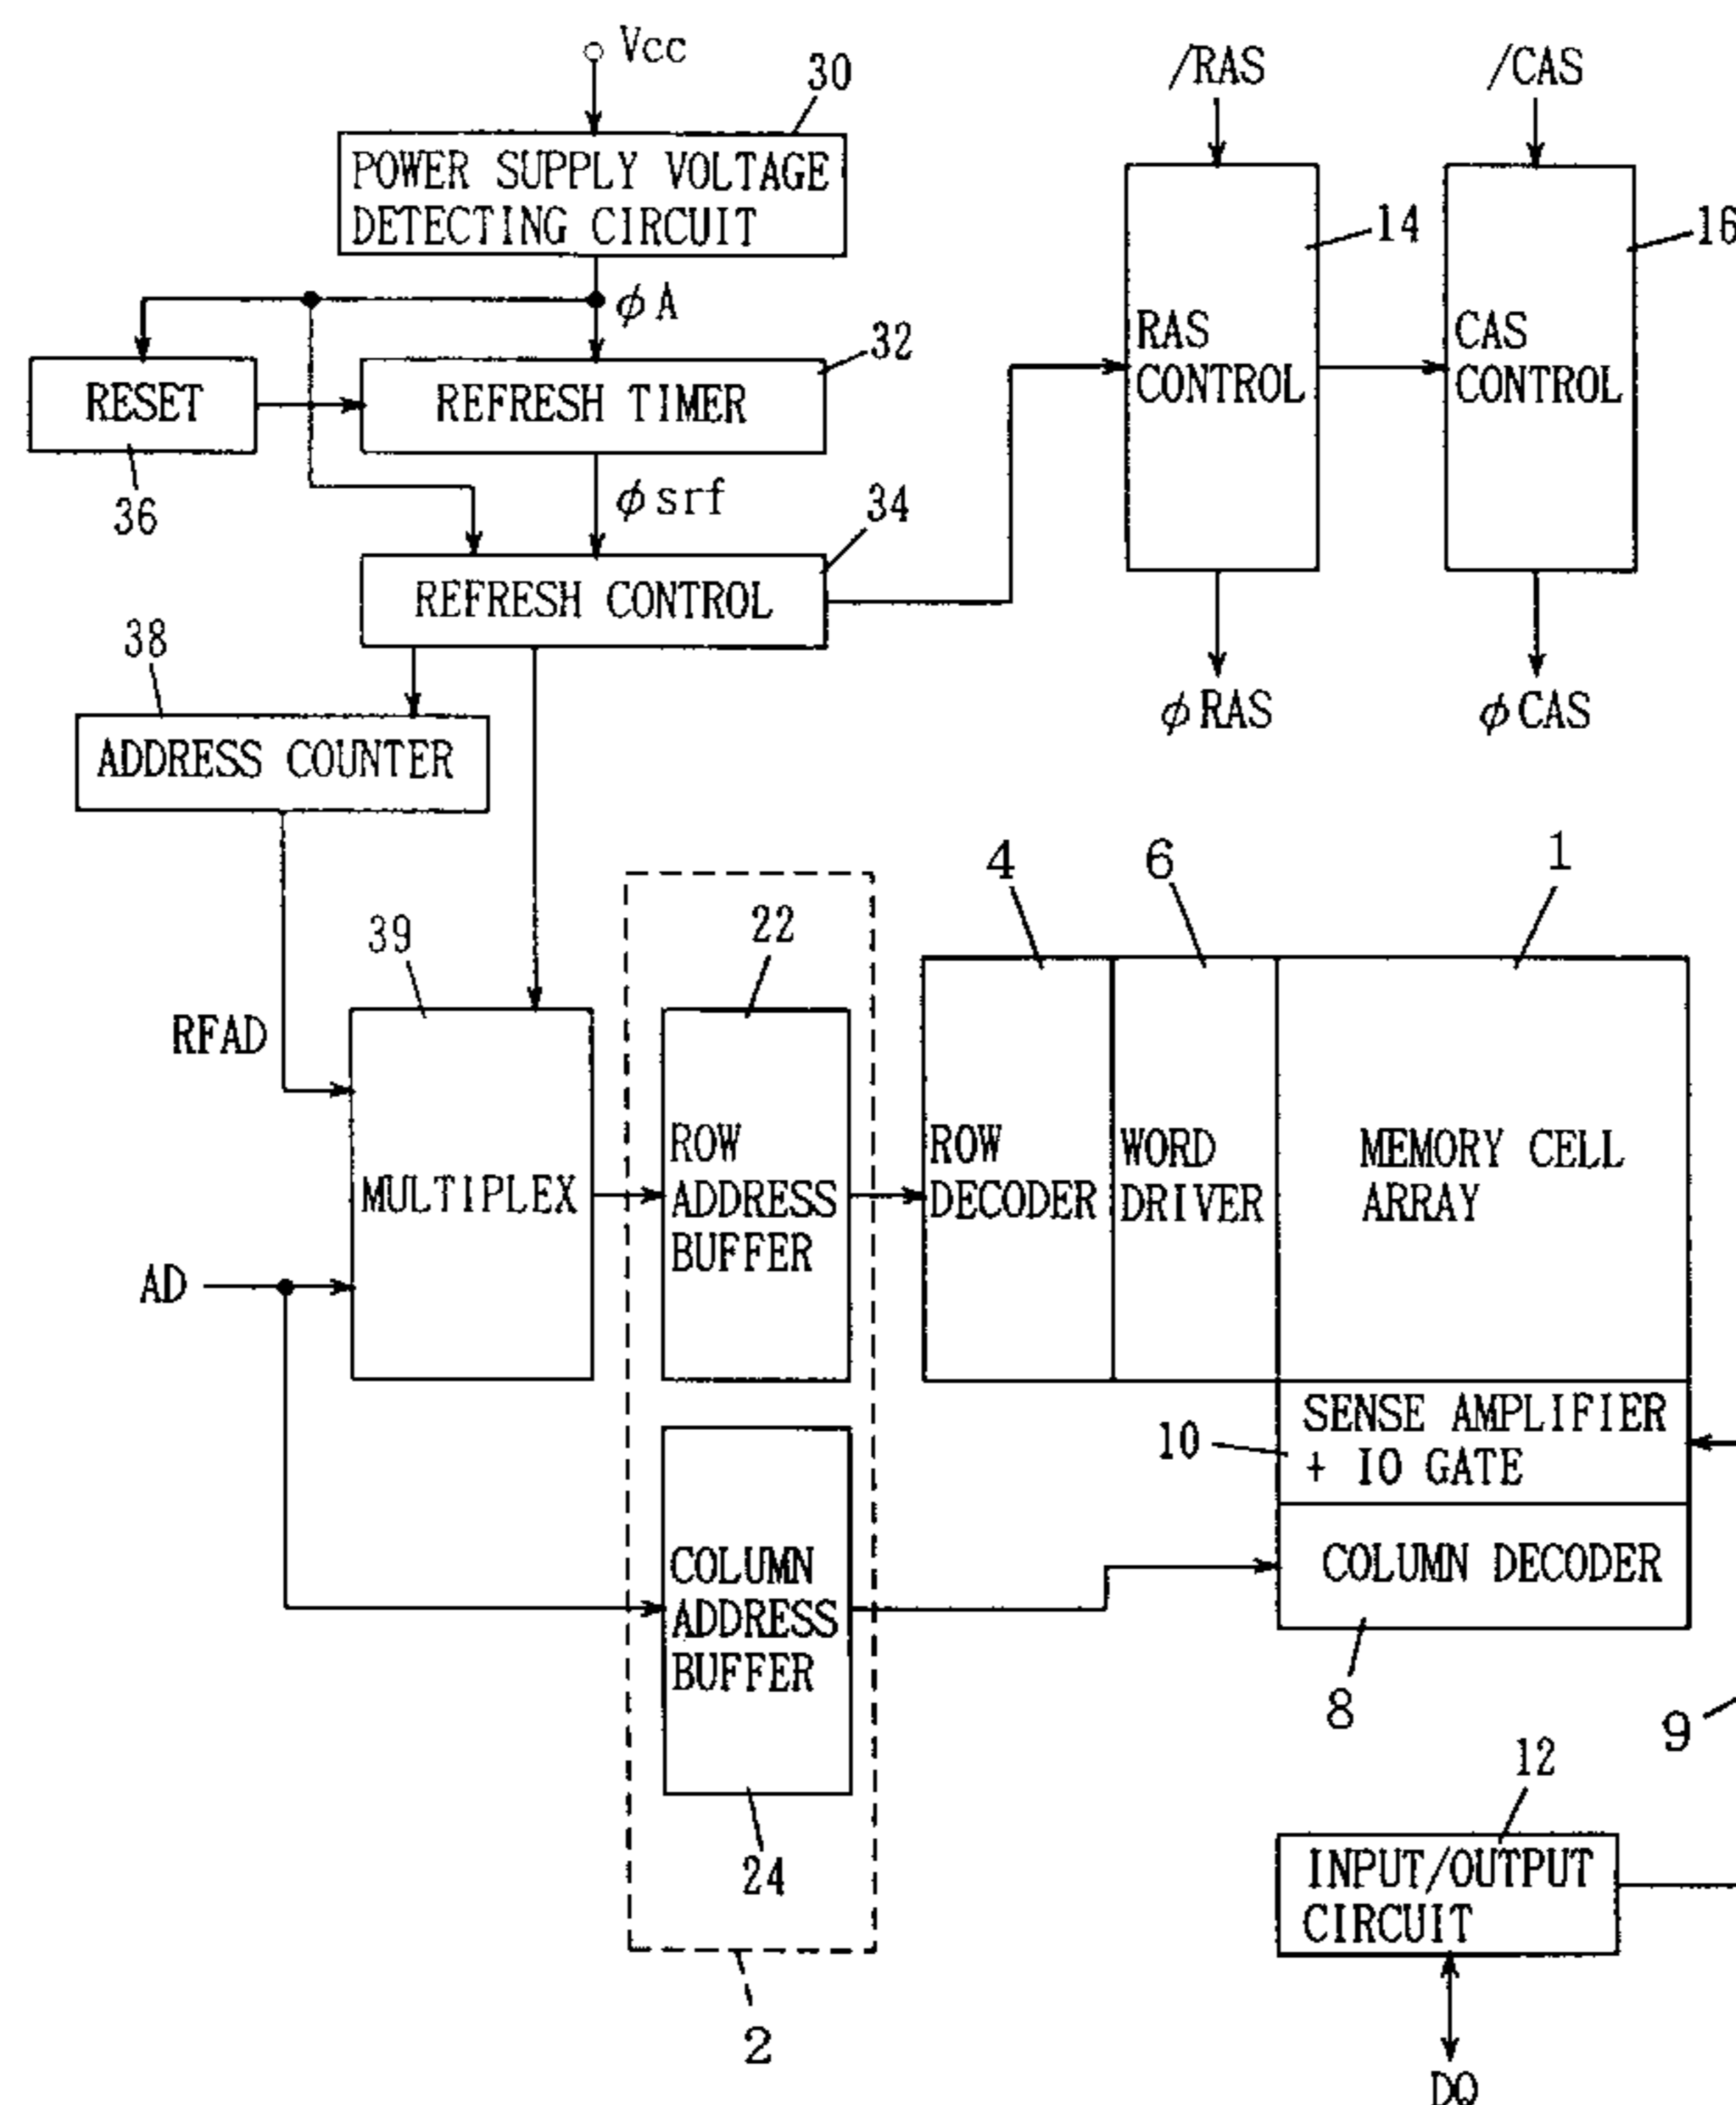 Vcc
30
POWER SUPPLY VOLTAGE
DETECTING CIRCUIT
φA
RESET
36
REFRESH TIMER
32
φsrf
34
REFRESH CONTROL
38
ADDRESS COUNTER
/RAS
/CAS
14
16
RAS
CONTROL
CAS
CONTROL
φRAS
φCAS
39
RFAD
MULTIPLEX
AD
22
ROW
ADDRESS
BUFFER
4
6
1
ROW
DECODER
WORD
DRIVER
MEMORY CELL
ARRAY
10
SENSE AMPLIFIER
+ IO GATE
COLUMN DECODER
8
9
COLUMN
ADDRESS
BUFFER
24
2
12
INPUT/OUTPUT
CIRCUIT
DQ